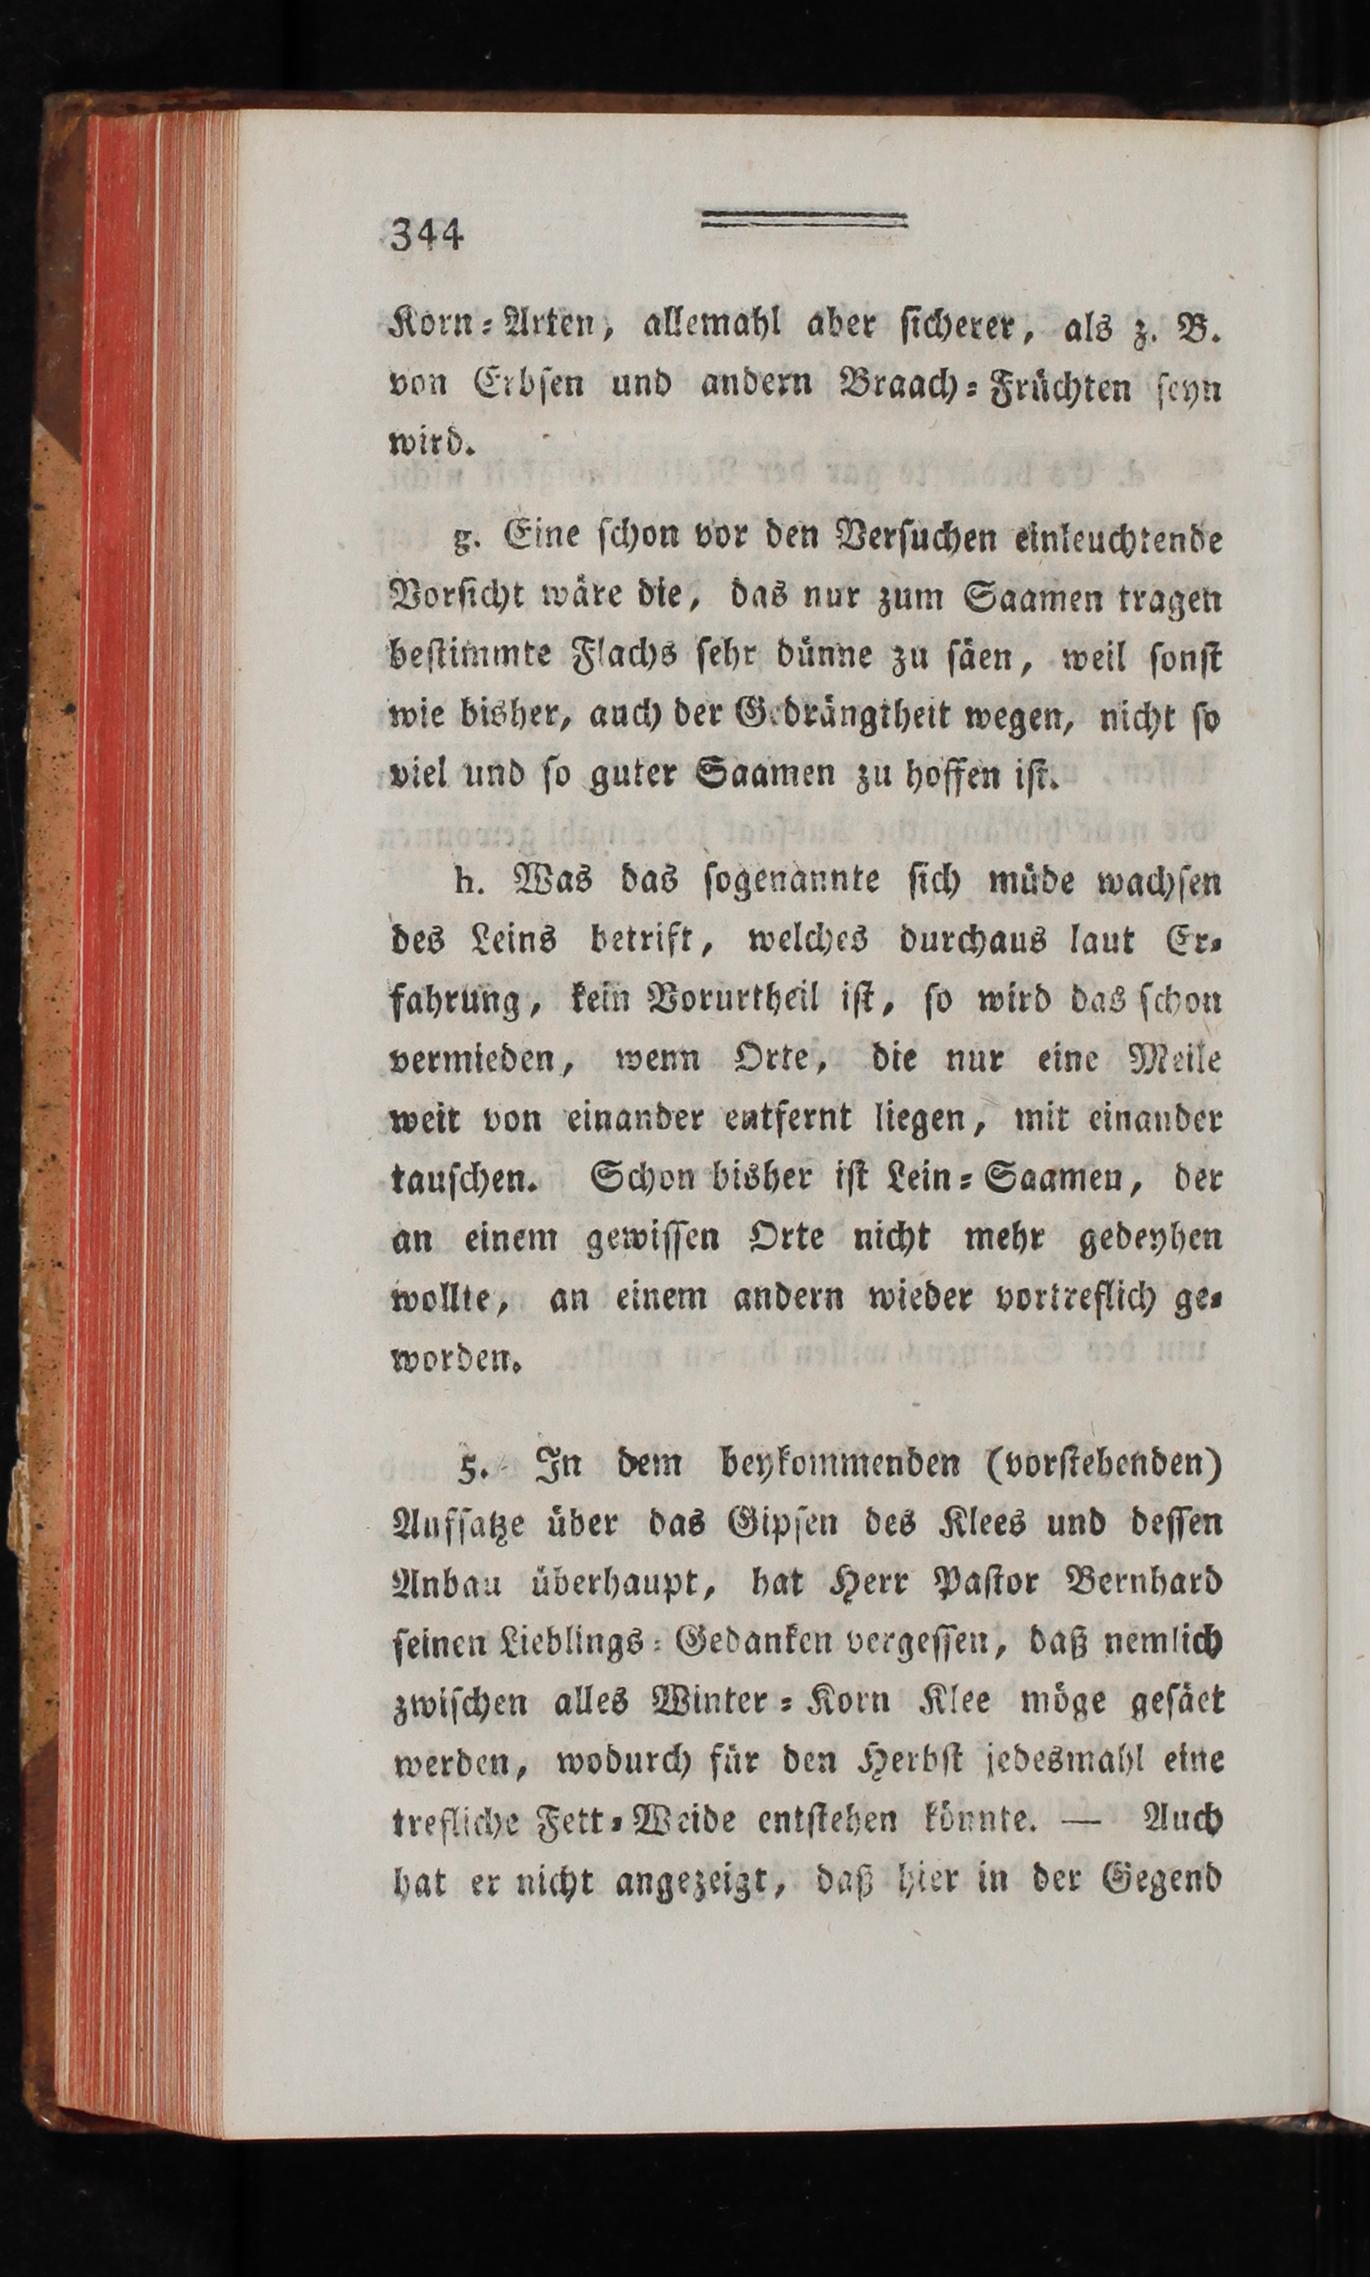 344
Korn-Arten, allemahl aber sicherer, als z. B.
von Erbsen und andern Braach-Früchten seyn
wird.
g. Eine schon vor den Versuchen einleuchtende
Vorsicht wäre die, das nur zum Saamen tragen
bestimmte Flachs sehr dünne zu säen, weil sonst
wie bisher, auch der Gedrängtheit wegen, nicht so
viel und so guter Saamen zu hoffen ist.
h. Was das sogenannte sich müde wachsen
des Leins betrift, welches durchaus laut Er-
fahrung, kein Vorurtheil ist, so wird das schon
vermieden, wenn Orte, die nur eine Meile
weit von einander entfernt liegen, mit einander
tauschen. Schon bisher ist Lein-Saamen, der
an einem gewissen Orte nicht mehr gedeyhen
wollte, an einem andern wieder vortreflich ge-
worden.
5. In dem beykommenden (vorstehenden)
Aufsatze über das Gipsen des Klees und dessen
Anbau überhaupt, hat Herr Pastor Bernhard
seinen Lieblings-Gedanken vergessen, daß nemlich
zwischen alles Winter-Korn Klee möge gesäet
werden, wodurch für den Herbst jedesmahl eine
trefliche Fett-Weide entstehen könnte. — Auch
hat er nicht angezeigt, daß hier in der Gegend